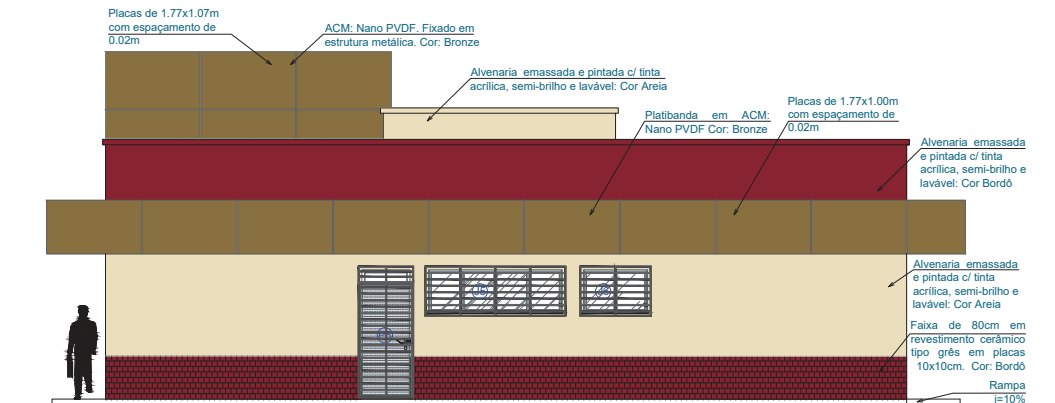 Placas de 1.77x1.07m
com espaçamento de
0.02m
ACM: Nano PVDF. Fixado em
estrutura metálica. Cor: Bronze
Alvenaria emassada e pintada c/ tinta
acrílica, semi-brilho e lavável: Cor Areia
Platibanda em ACM:
Nano PVDF Cor: Bronze
Placas de 1.77x1.00m
com espaçamento de
0.02m
Alvenaria emassada
e pintada c/ tinta
acrílica, semi-brilho e
lavável: Cor Bordô
Alvenaria emassada
e pintada c/ tinta
acrílica, semi-brilho e
lavável: Cor Areia
Faixa de 80cm em
revestimento cerâmico
tipo grês em placas
10x10cm. Cor: Bordô
Rampa
i=10%